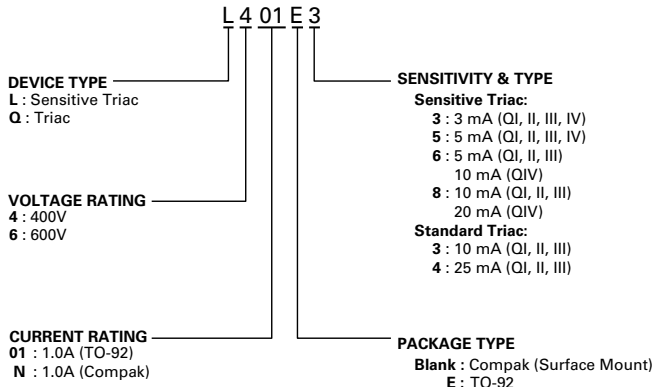 L 4 01 E 3
DEVICE TYPE
L : Sensitive Triac
Q : Triac
VOLTAGE RATING
4 : 400V
6 : 600V
CURRENT RATING
01 : 1.0A (TO-92)
N : 1.0A (Compak)
SENSITIVITY & TYPE
Sensitive Triac:
3 : 3 mA (QI, II, III, IV)
5 : 5 mA (QI, II, III, IV)
6 : 5 mA (QI, II, III)
10 mA (QIV)
8 : 10 mA (QI, II, III)
20 mA (QIV)
Standard Triac:
3 : 10 mA (QI, II, III)
4 : 25 mA (QI, II, III)
PACKAGE TYPE
Blank : Compak (Surface Mount)
E : TO-92